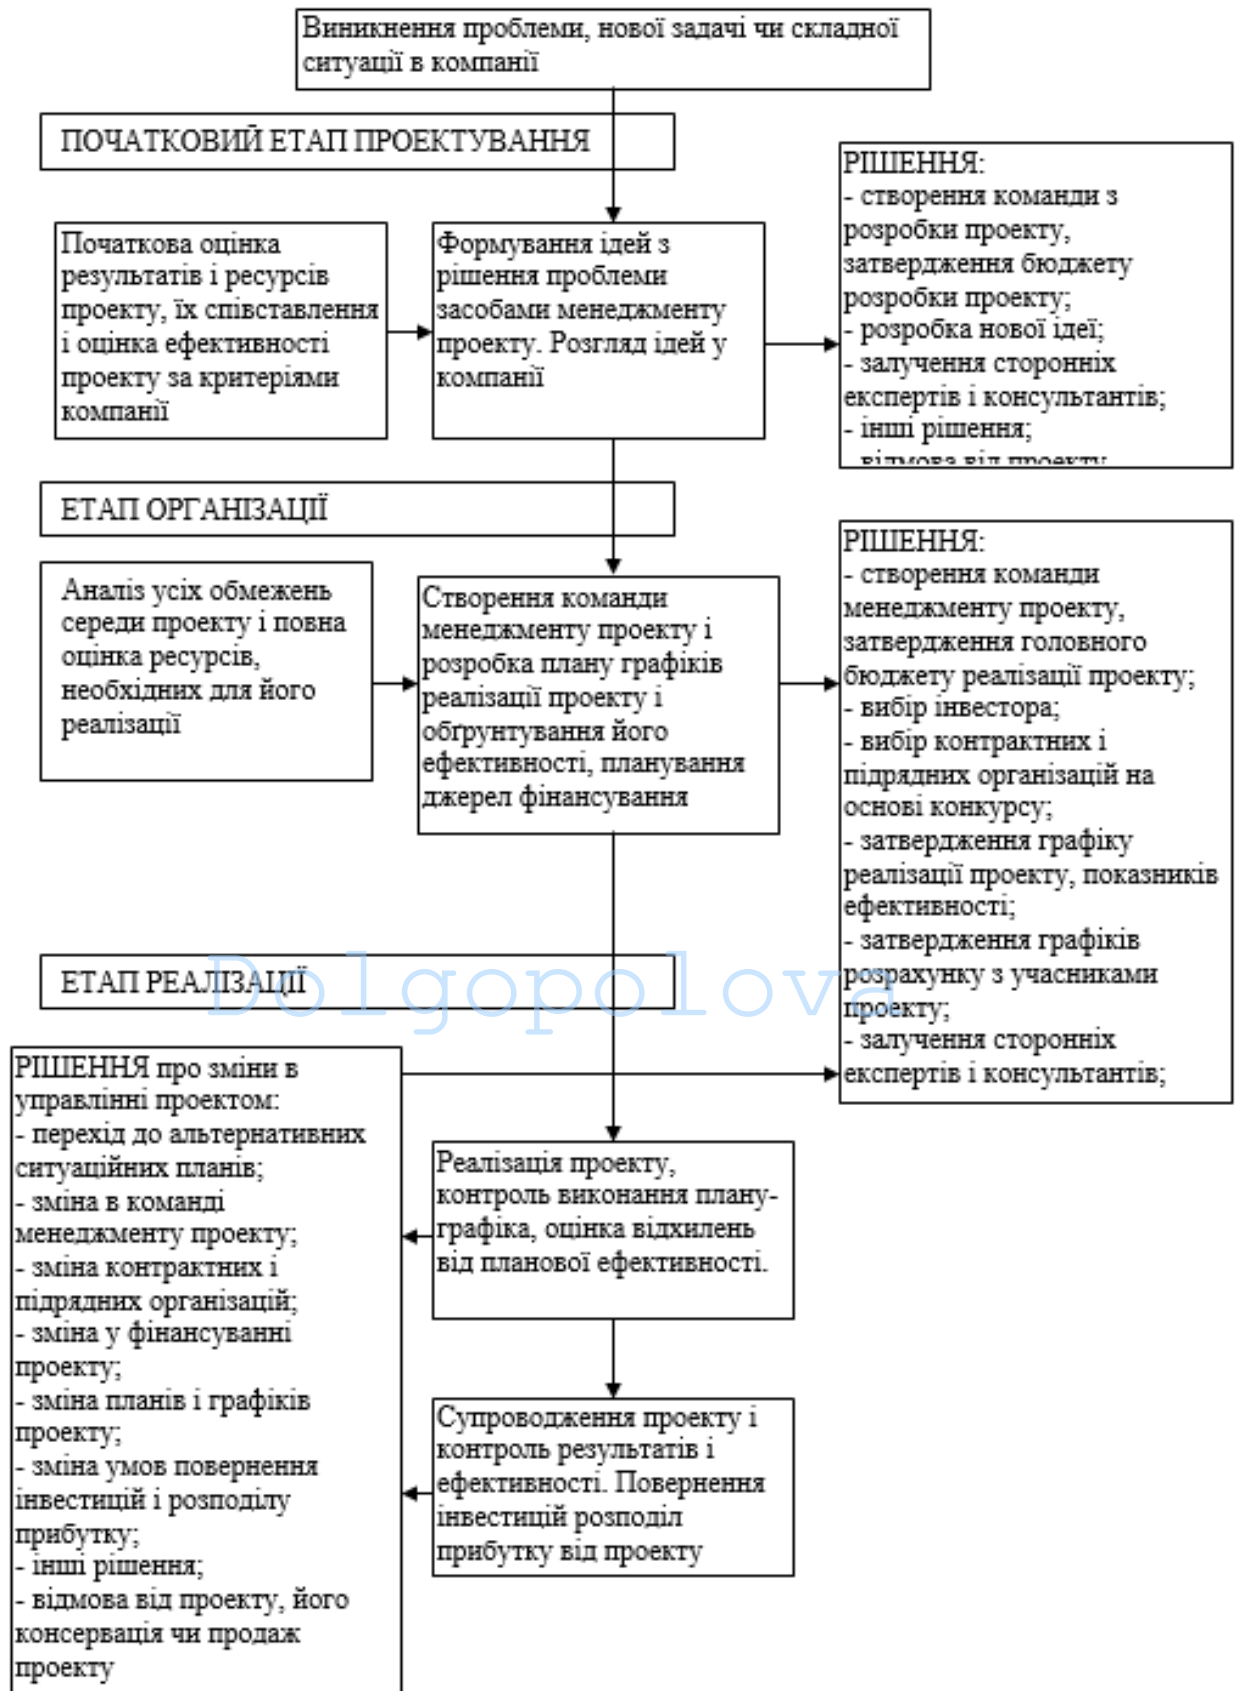 Виникнення проблеми, нової задачі чи складної
ситуації в компанії
ПОЧАТКОВИЙ ЕТАП ПРОЕКТУВАННЯ
Початкова оцінка
результатів і ресурсів
проекту, їх співставлення
і оцінка ефективності
проекту за критеріями
компанії
Формування ідей з
рішення проблеми
засобами менеджменту
проекту. Розгляд ідей у
компанії
РІШЕННЯ:
- створення команди з
розробки проекту,
затвердження бюджету
розробки проекту;
- розробка нової ідеї;
- залучення сторонніх
експертів і консультантів;
- інші рішення;
- відмова від проекту
ЕТАП ОРГАНІЗАЦІЇ
Аналіз усіх обмежень
середи проекту і повна
оцінка ресурсів,
необхідних для його
реалізації
Створення команди
менеджменту проекту і
розробка плану графіків
реалізації проекту і
обґрунтування його
ефективності, планування
джерел фінансування
РІШЕННЯ:
- створення команди
менеджменту проекту,
затвердження головного
бюджету реалізації проекту;
- вибір інвестора;
- вибір контрактних і
підрядних організацій на
основі конкурсу;
- затвердження графіку
реалізації проекту, показників
ефективності;
- затвердження графіків
розрахунку з учасниками
проекту;
- залучення сторонніх
експертів і консультантів;
ЕТАП РЕАЛІЗАЦІЇ
Dolgopolova
РІШЕННЯ про зміни в
управлінні проектом:
- перехід до альтернативних
ситуаційних планів;
- зміна в команді
менеджменту проекту;
- зміна контрактних і
підрядних організацій;
- зміна у фінансуванні
проекту;
- зміна планів і графіків
проекту;
- зміна умов повернення
інвестицій і розподілу
прибутку;
- інші рішення;
- відмова від проекту, його
консервація чи продаж
проекту
Реалізація проекту,
контроль виконання плану-
графіка, оцінка відхилень
від планової ефективності.
Супроводження проекту і
контроль результатів і
ефективності. Повернення
інвестицій розподіл
прибутку від проекту